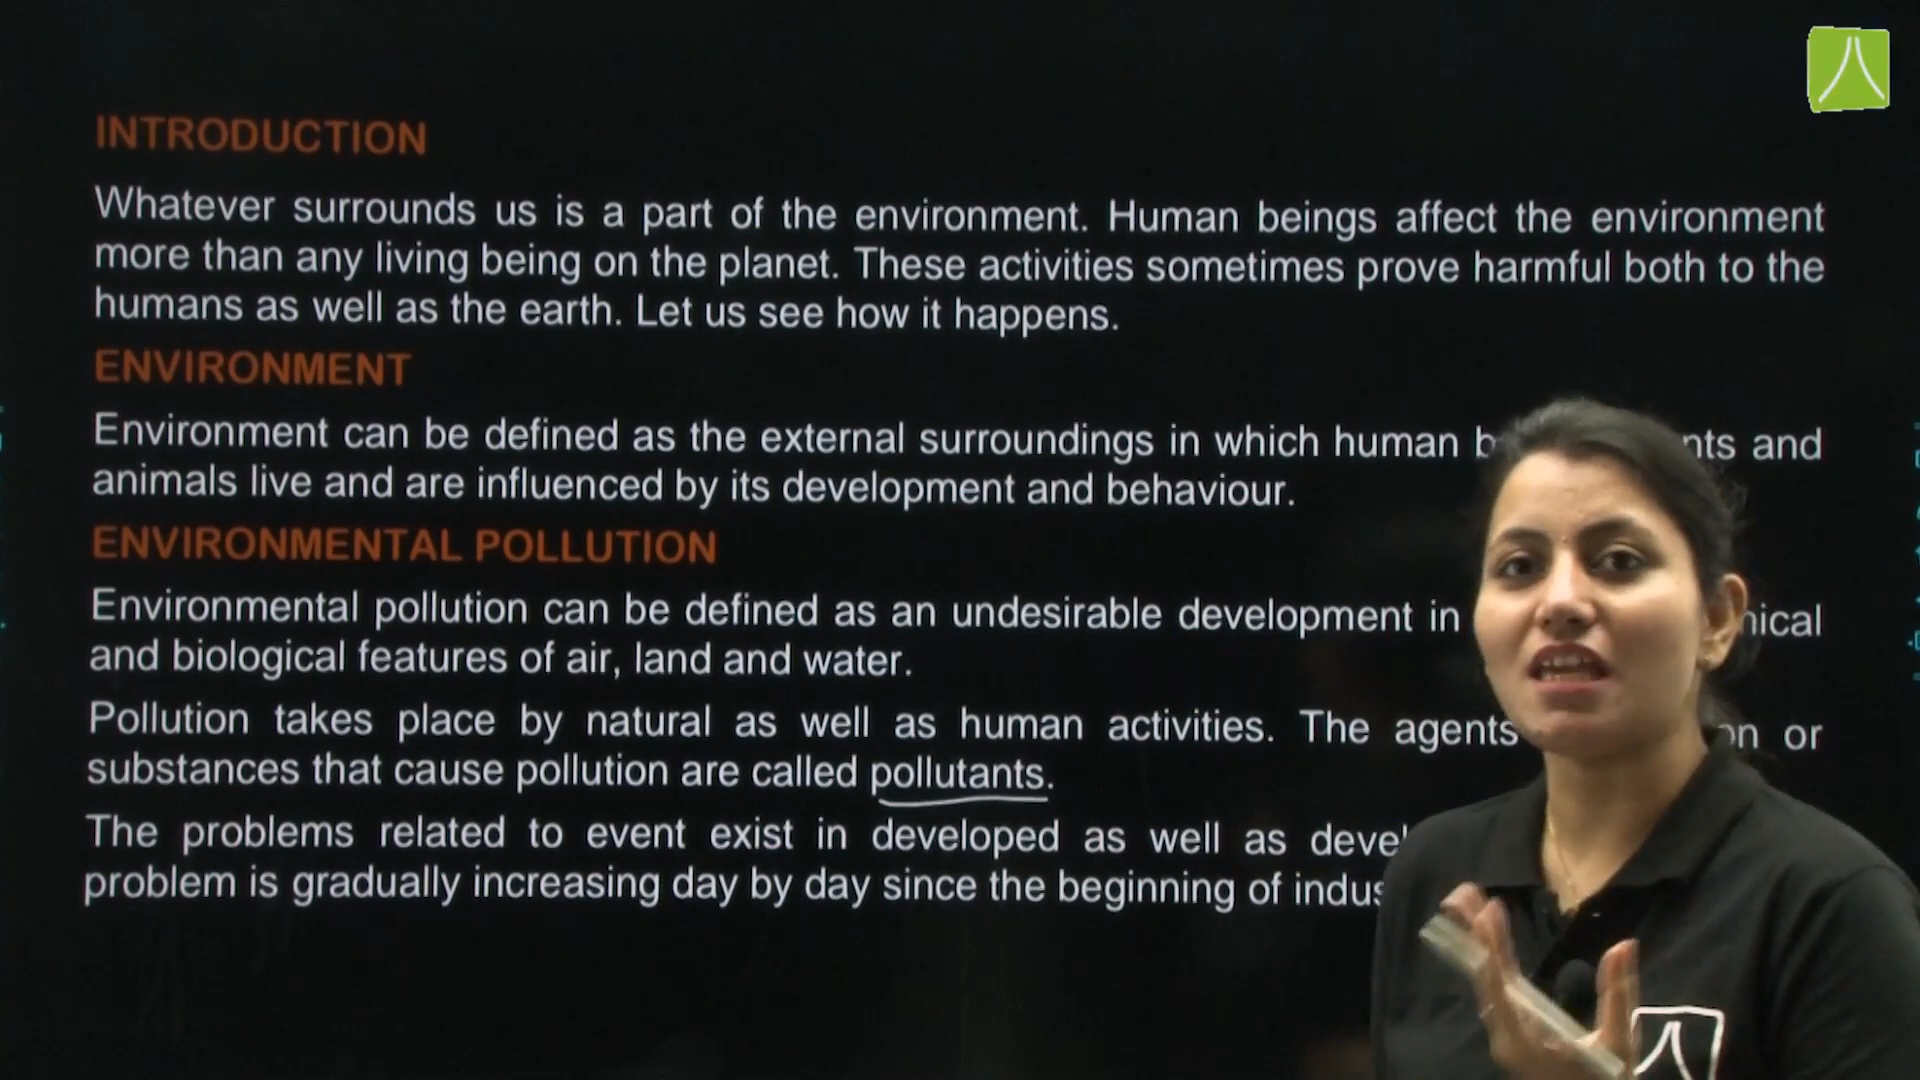 INTRODUCTION
Whatever surrounds us is a part of the environment. Human beings affect the environment
more than any living being on the planet. These activities sometimes prove harmful both to the
humans as well as the earth. Let us see how it happens.
ENVIRONMENT
Environment can be defined as the external surroundings in which human and
animals live and are influenced by its development and behaviour.
ENVIRONMENTAL POLLUTION
Environmental pollution can be defined as an undesirable development in
and biological features of air, land and water.
Pollution takes place by natural as well as human activities. The agents or
substances that cause pollution are called pollutants.
The problems related to event exist in developed as well as
problem is gradually increasing day by day since the beginning of